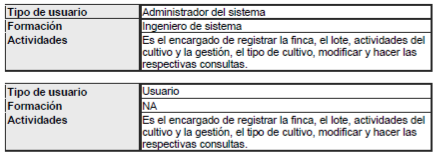 Tipo de usuario Administrador del sistema
Formación Ingeniero de sistema
Actividades Es el encargado de registrar la finca, el lote, actividades del
cultivo y la gestión, el tipo de cultivo, modificar y hacer las
respectivas consultas.
Tipo de usuario Usuario
Formación NA
Actividades Es el encargado de registrar la finca, el lote, actividades del
cultivo y la gestión, el tipo de cultivo, modificar y hacer las
respectivas consultas.